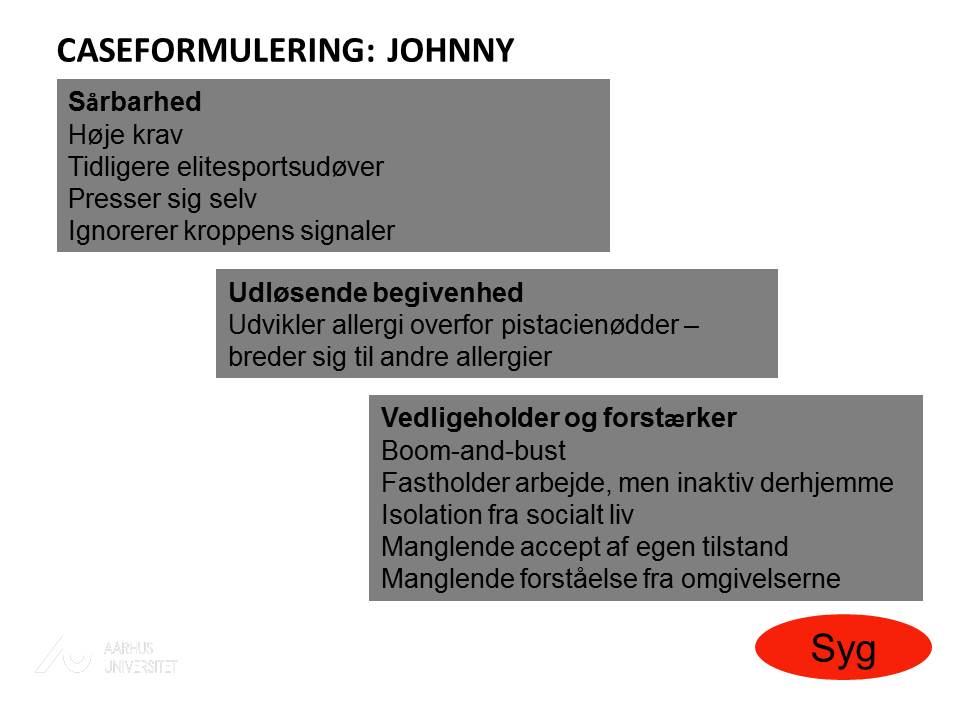 CASEFORMULERING: JOHNNY
Sårbarhed
Høje krav
Tidligere elitesportsudøver
Presser sig selv
Ignorerer kroppens signaler
Udløsende begivenhed
Udvikler allergi overfor pistacienødder –
breder sig til andre allergier
Vedligeholder og forstærker
Boom-and-bust
Fastholder arbejde, men inaktiv derhjemme
Isolation fra socialt liv
Manglende accept af egen tilstand
Manglende forståelse fra omgivelserne
Syg
AARHUS
UNIVERSITET